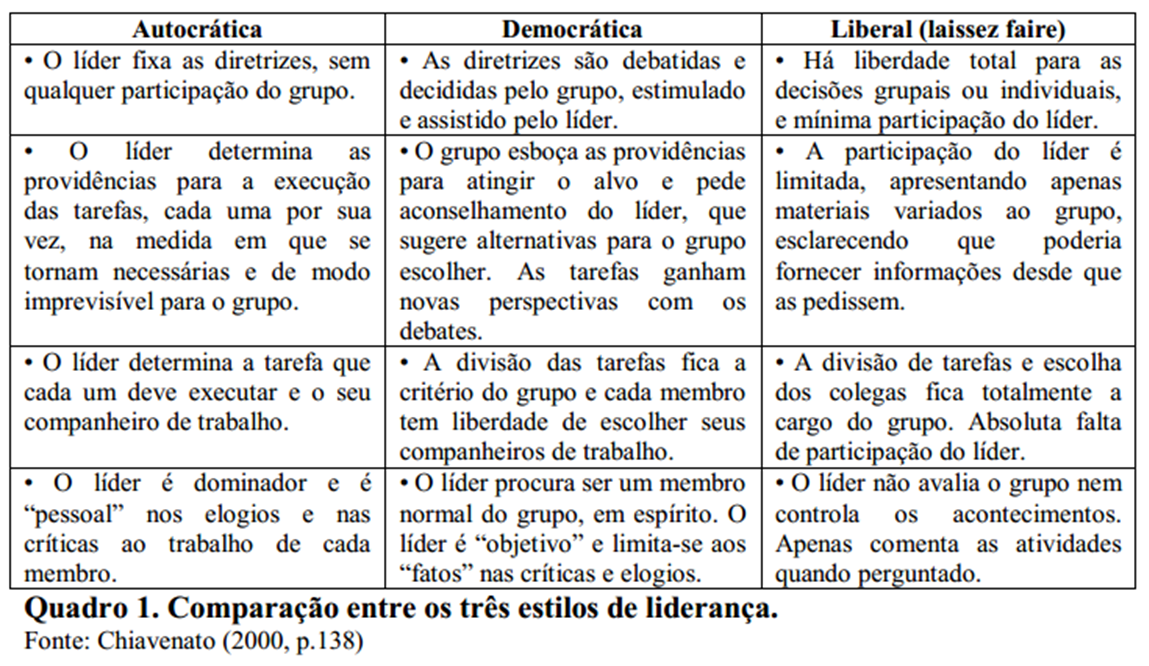 Autocrática
Democrática
Liberal (laissez faire)
• O líder fixa as diretrizes, sem
qualquer participação do grupo.
• As diretrizes são debatidas e
decididas pelo grupo, estimulado
e assistido pelo líder.
• Há liberdade total para as
decisões grupais ou individuais,
e mínima participação do líder.
• O líder determina as
providências para a execução
das tarefas, cada uma por sua
vez, na medida em que se
tornam necessárias e de modo
imprevisível para o grupo.
• O grupo esboça as providências
para atingir o alvo e pede
aconselhamento do líder, que
sugere alternativas para o grupo
escolher. As tarefas ganham
novas perspectivas com os
debates.
• A participação do líder é
limitada, apresentando apenas
materiais variados ao grupo,
esclarecendo que poderia
fornecer informações desde que
as pedissem.
• O líder determina a tarefa que
cada um deve executar e o seu
companheiro de trabalho.
• A divisão das tarefas fica a
critério do grupo e cada membro
tem liberdade de escolher seus
companheiros de trabalho.
• A divisão de tarefas e escolha
dos colegas fica totalmente a
cargo do grupo. Absoluta falta
de participação do líder.
• O líder é dominador e é
“pessoal” nos elogios e nas
críticas ao trabalho de cada
membro.
• O líder procura ser um membro
normal do grupo, em espírito. O
líder é “objetivo” e limita-se aos
“fatos” nas críticas e elogios.
• O líder não avalia o grupo nem
controla os acontecimentos.
Apenas comenta as atividades
quando perguntado.
Quadro 1. Comparação entre os três estilos de liderança.
Fonte: Chiavenato (2000, p.138)